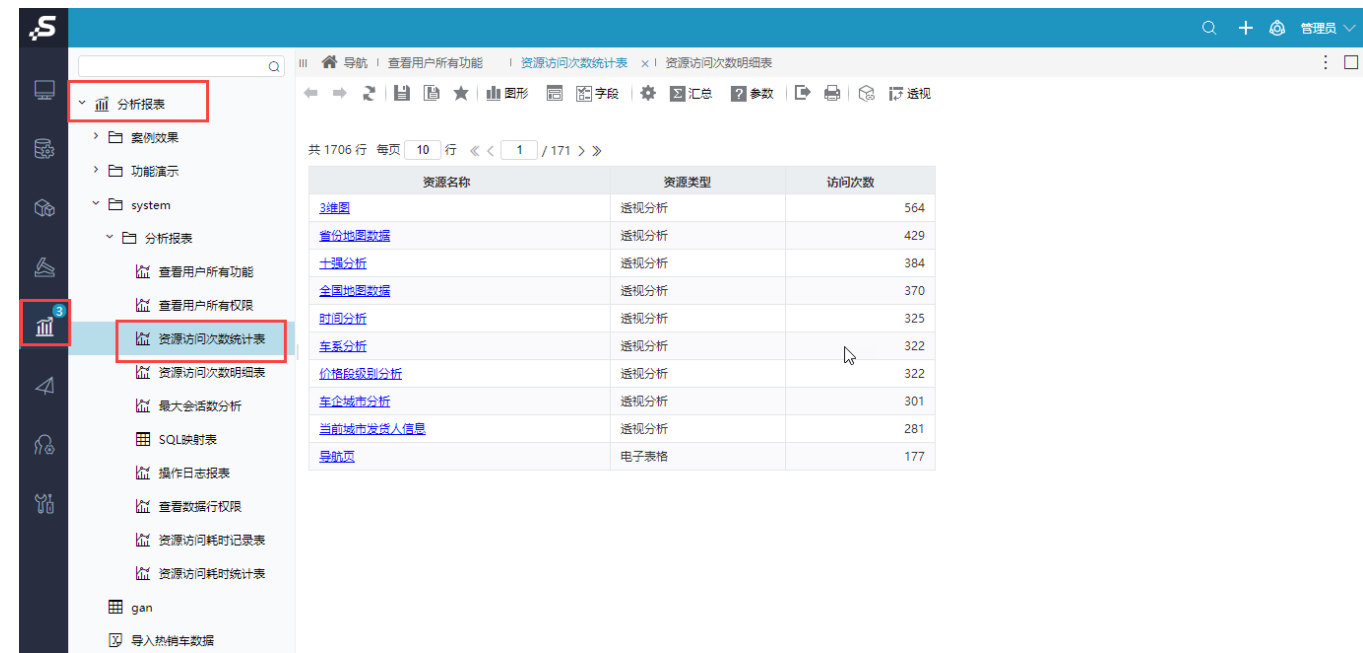 管理员
导航 查看用户所有功能 资源访问次数统计表 × 资源访问次数明细表
图形 字段 汇总 参数 透视
分析报表
案例效果
功能演示
system
分析报表
查看用户所有功能
查看用户所有权限
3
资源访问次数统计表
资源访问次数明细表
最大会话数分析
SQL映射表
操作日志报表
查看数据行权限
资源访问耗时记录表
资源访问耗时统计表
gan
导入热销车数据
共 1706 行 每页 10 行 1 / 171
资源名称 资源类型 访问次数
3维图 透视分析 564
省份地图数据 透视分析 429
十强分析 透视分析 384
全国地图数据 透视分析 370
时间分析 透视分析 325
车系分析 透视分析 322
价格段级别分析 透视分析 322
车企城市分析 透视分析 301
当前城市发货人信息 透视分析 281
导航页 电子表格 177